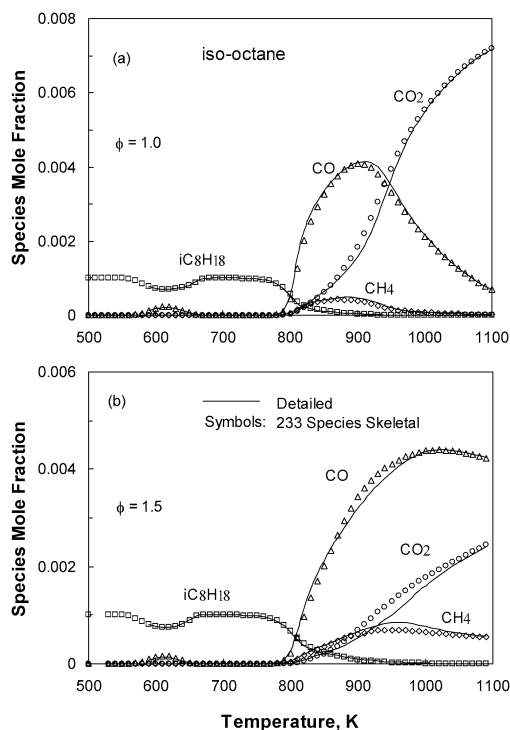 0.008
(a)
iso-octane
CO2
0.006
ϕ = 1.0
CO
0.004
Species Mole Fraction
0.002
iC8H18
CH4
0
500 600 700 800 900 1000 1100
0.006
(b)
Detailed
Symbols: 233 Species Skeletal
CO
0.004
ϕ = 1.5
CO2
Species Mole Fraction
0.002
iC8H18
CH4
0
500 600 700 800 900 1000 1100
Temperature, K